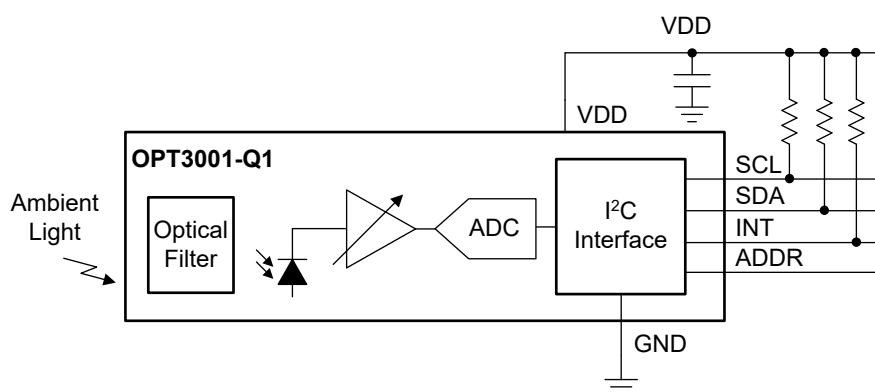 VDD
VDD
OPT3001-Q1
Ambient
Light
Optical
Filter
ADC
I²C
Interface
SCL
SDA
INT
ADDR
GND